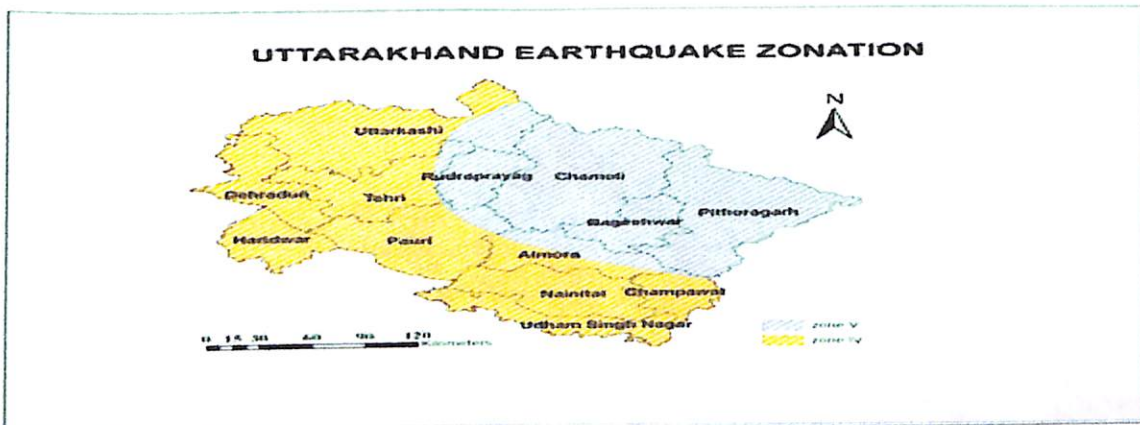 UTTARAKHAND EARTHQUAKE ZONATION
N
Uttarkashi
Rudraprayag
Chamoli
Dehradun
Tehri
Pithoragarh
Bageshwar
Haridwar
Pauri
Almora
Nainital
Champawat
Udham Singh Nagar
0 15 30 60 90 120
Kilometers
zone V
zone IV